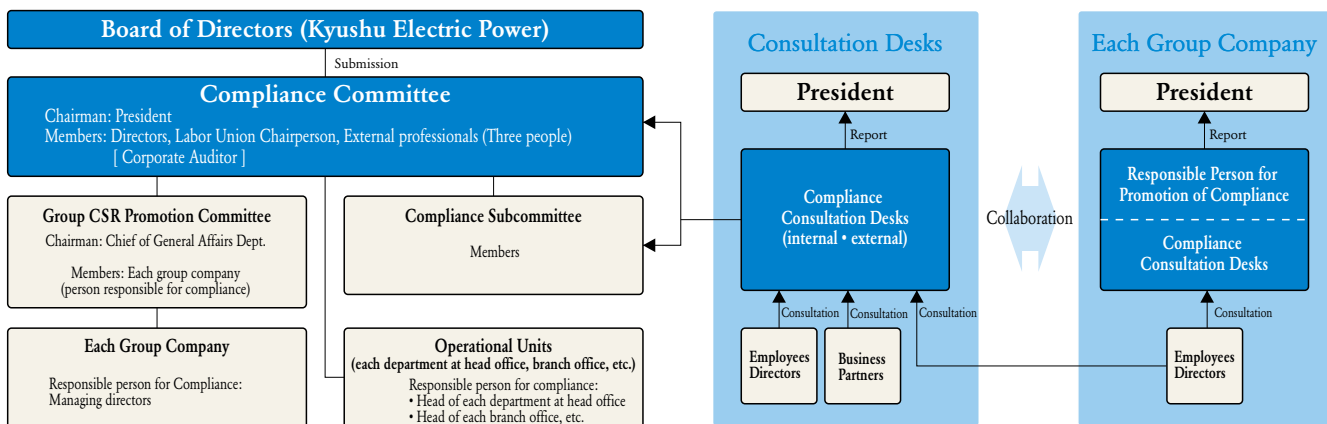 Board of Directors (Kyushu Electric Power)
Submission
Compliance Committee
Chairman: President
Members: Directors, Labor Union Chairperson, External professionals (Three people)
[ Corporate Auditor ]
Group CSR Promotion Committee
Chairman: Chief of General Affairs Dept.
Members: Each group company
(person responsible for compliance)
Compliance Subcommittee
Members
Each Group Company
Responsible person for Compliance:
Managing directors
Operational Units
(each department at head office, branch office, etc.)
Responsible person for compliance:
• Head of each department at head office
• Head of each branch office, etc.
Consultation Desks
President
Report
Compliance
Consultation Desks
(internal • external)
Consultation
Consultation
Consultation
Employees
Directors
Business
Partners
Collaboration
Each Group Company
President
Report
Responsible Person for
Promotion of Compliance
Compliance
Consultation Desks
Consultation
Employees
Directors